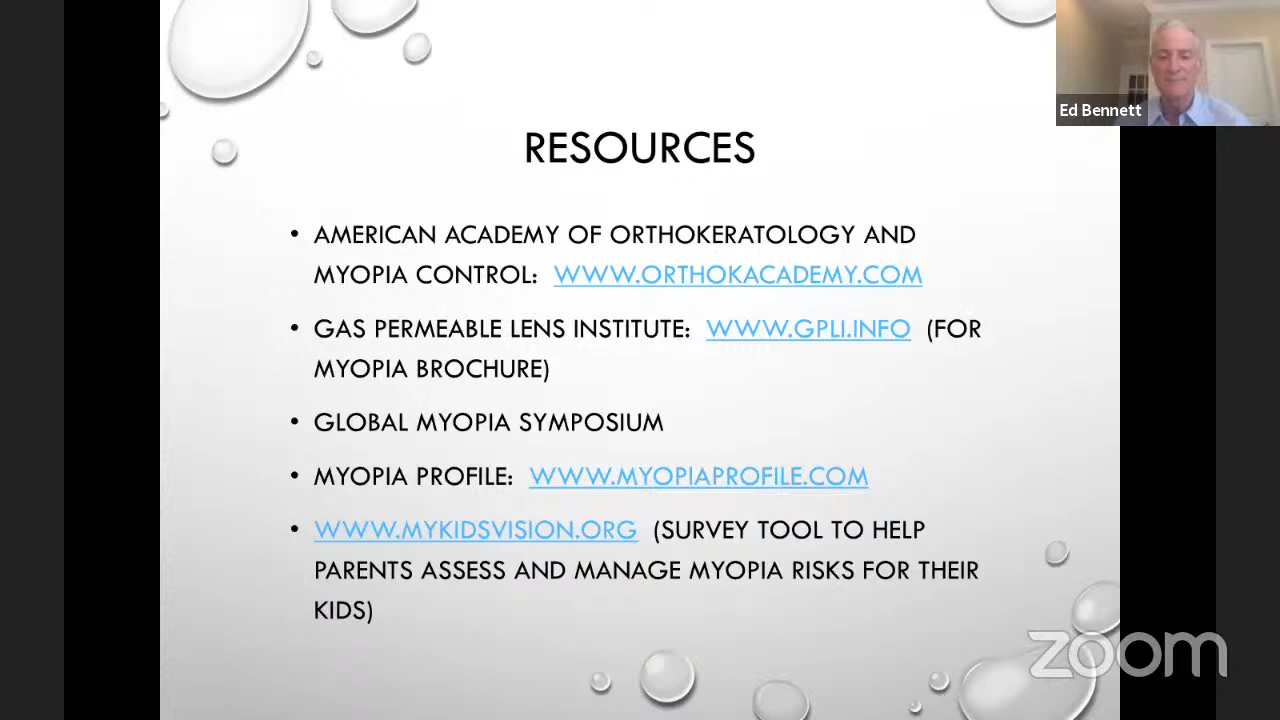 Ed Bennett
RESOURCES
• AMERICAN ACADEMY OF ORTHOKERATOLOGY AND
MYOPIA CONTROL: WWW.ORTHOKACADEMY.COM
• GAS PERMEABLE LENS INSTITUTE: WWW.GPLI.INFO (FOR
MYOPIA BROCHURE)
• GLOBAL MYOPIA SYMPOSIUM
• MYOPIA PROFILE: WWW.MYOPIAPROFILE.COM
• WWW.MYKIDSVISION.ORG (SURVEY TOOL TO HELP
PARENTS ASSESS AND MANAGE MYOPIA RISKS FOR THEIR
KIDS)
zoom